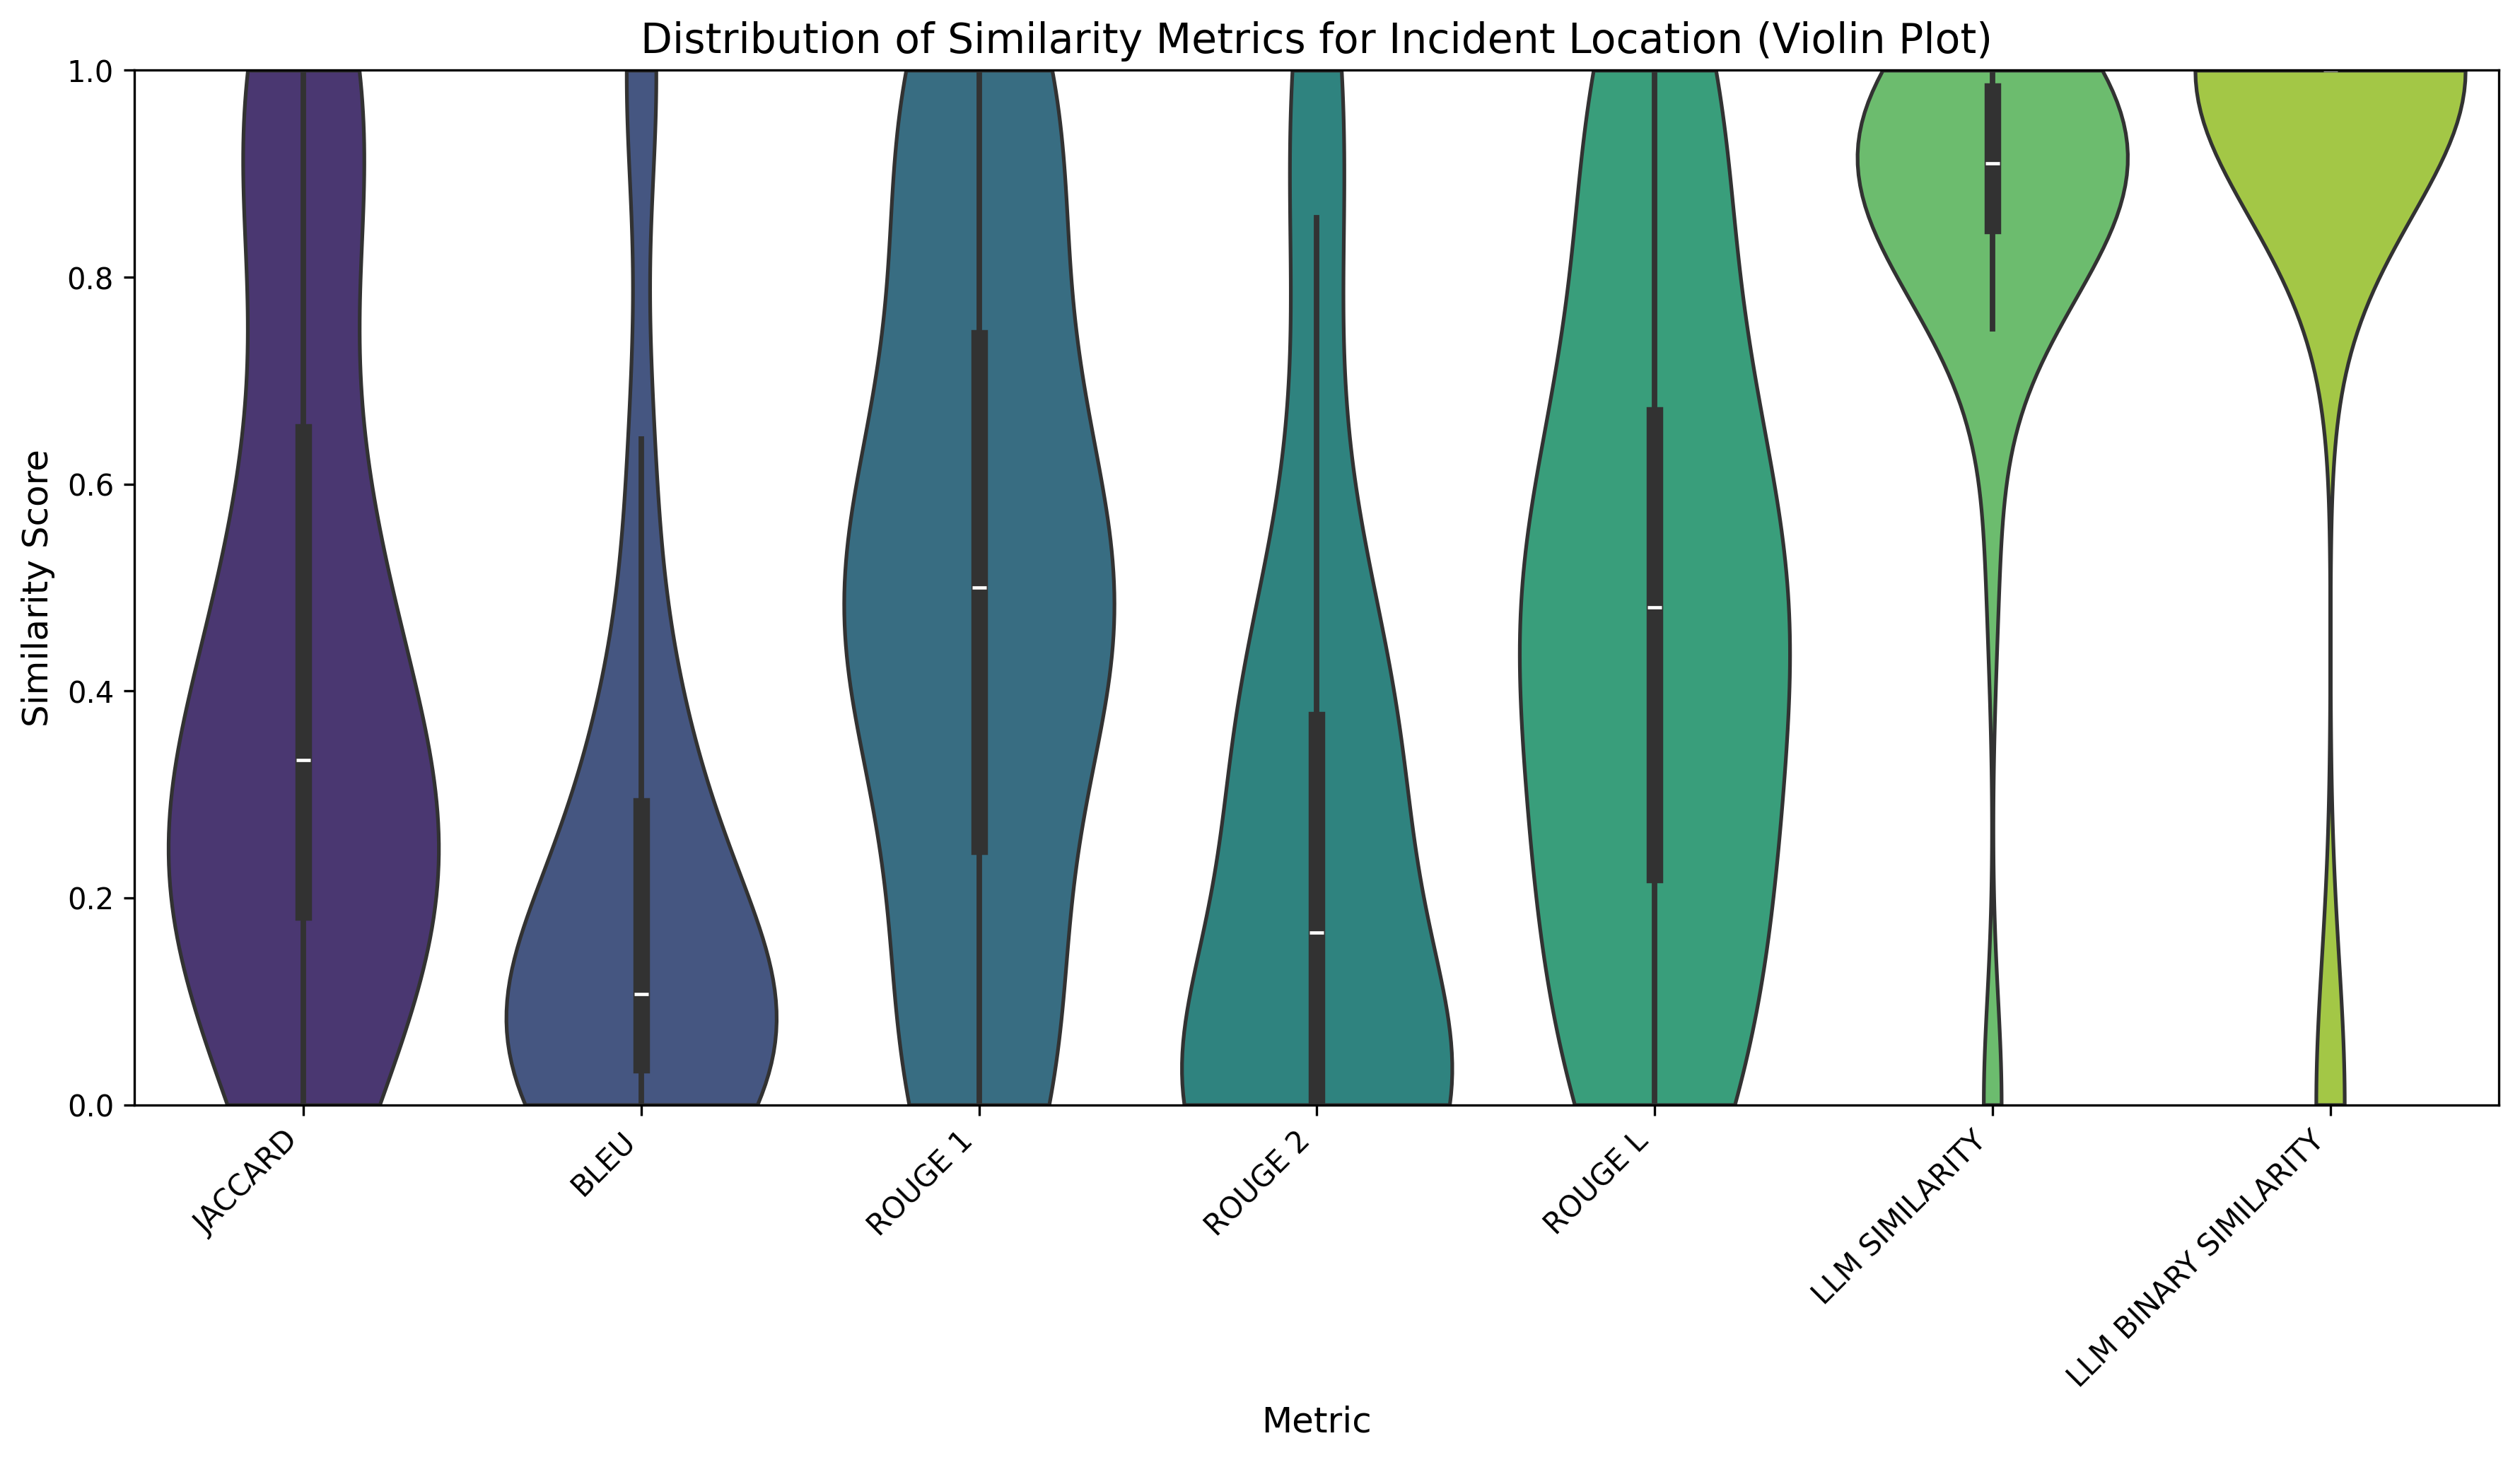 Distribution of Similarity Metrics for Incident Location (Violin Plot)
Similarity Score
1.0
0.8
0.6
0.4
0.2
0.0
JACCARD
BLEU
ROUGE 1
ROUGE 2
ROUGE L
LLM SIMILARITY
LLM BINARY SIMILARITY
Metric